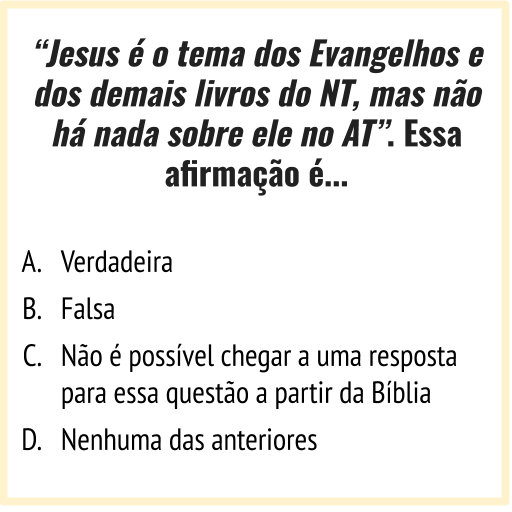 “Jesus é o tema dos Evangelhos e
dos demais livros do NT, mas não
há nada sobre ele no AT”. Essa
afirmação é...
A. Verdadeira
B. Falsa
C. Não é possível chegar a uma resposta
para essa questão a partir da Bíblia
D. Nenhuma das anteriores